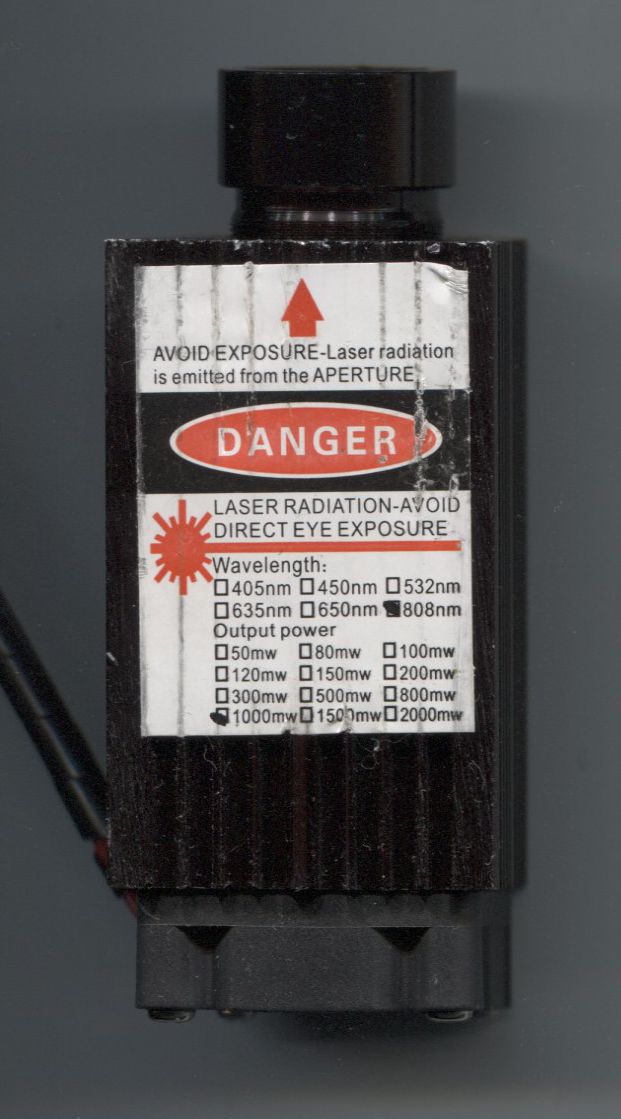 AVOID EXPOSURE-Laser radiation
is emitted from the APERTURE
DANGER
LASER RADIATION-AVOID
DIRECT EYE EXPOSURE
Wavelength:
☐405nm ☐450nm ☐532nm
☐635nm ☐650nm ■808nm
Output power
☐50mw ☐80mw ☐100mw
☐120mw ☐150mw ☐200mw
☐300mw ☐500mw ☐800mw
■1000mw ☐1500mw ☐2000mw